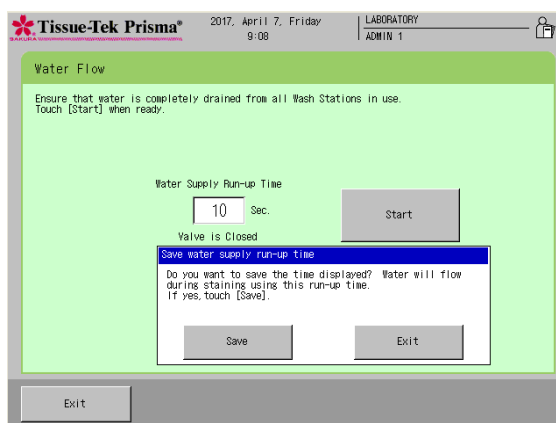 Tissue-Tek Prisma®
SAKURA
2017, April 7, Friday
9:08
LABORATORY
ADMIN 1
Water Flow
Ensure that water is completely drained from all Wash Stations in use.
Touch [Start] when ready.
Water Supply Run-up Time
10 Sec.
Start
Valve is Closed
Save water supply run-up time
Do you want to save the time displayed? Water will flow
during staining using this run-up time.
If yes, touch [Save].
Save
Exit
Exit